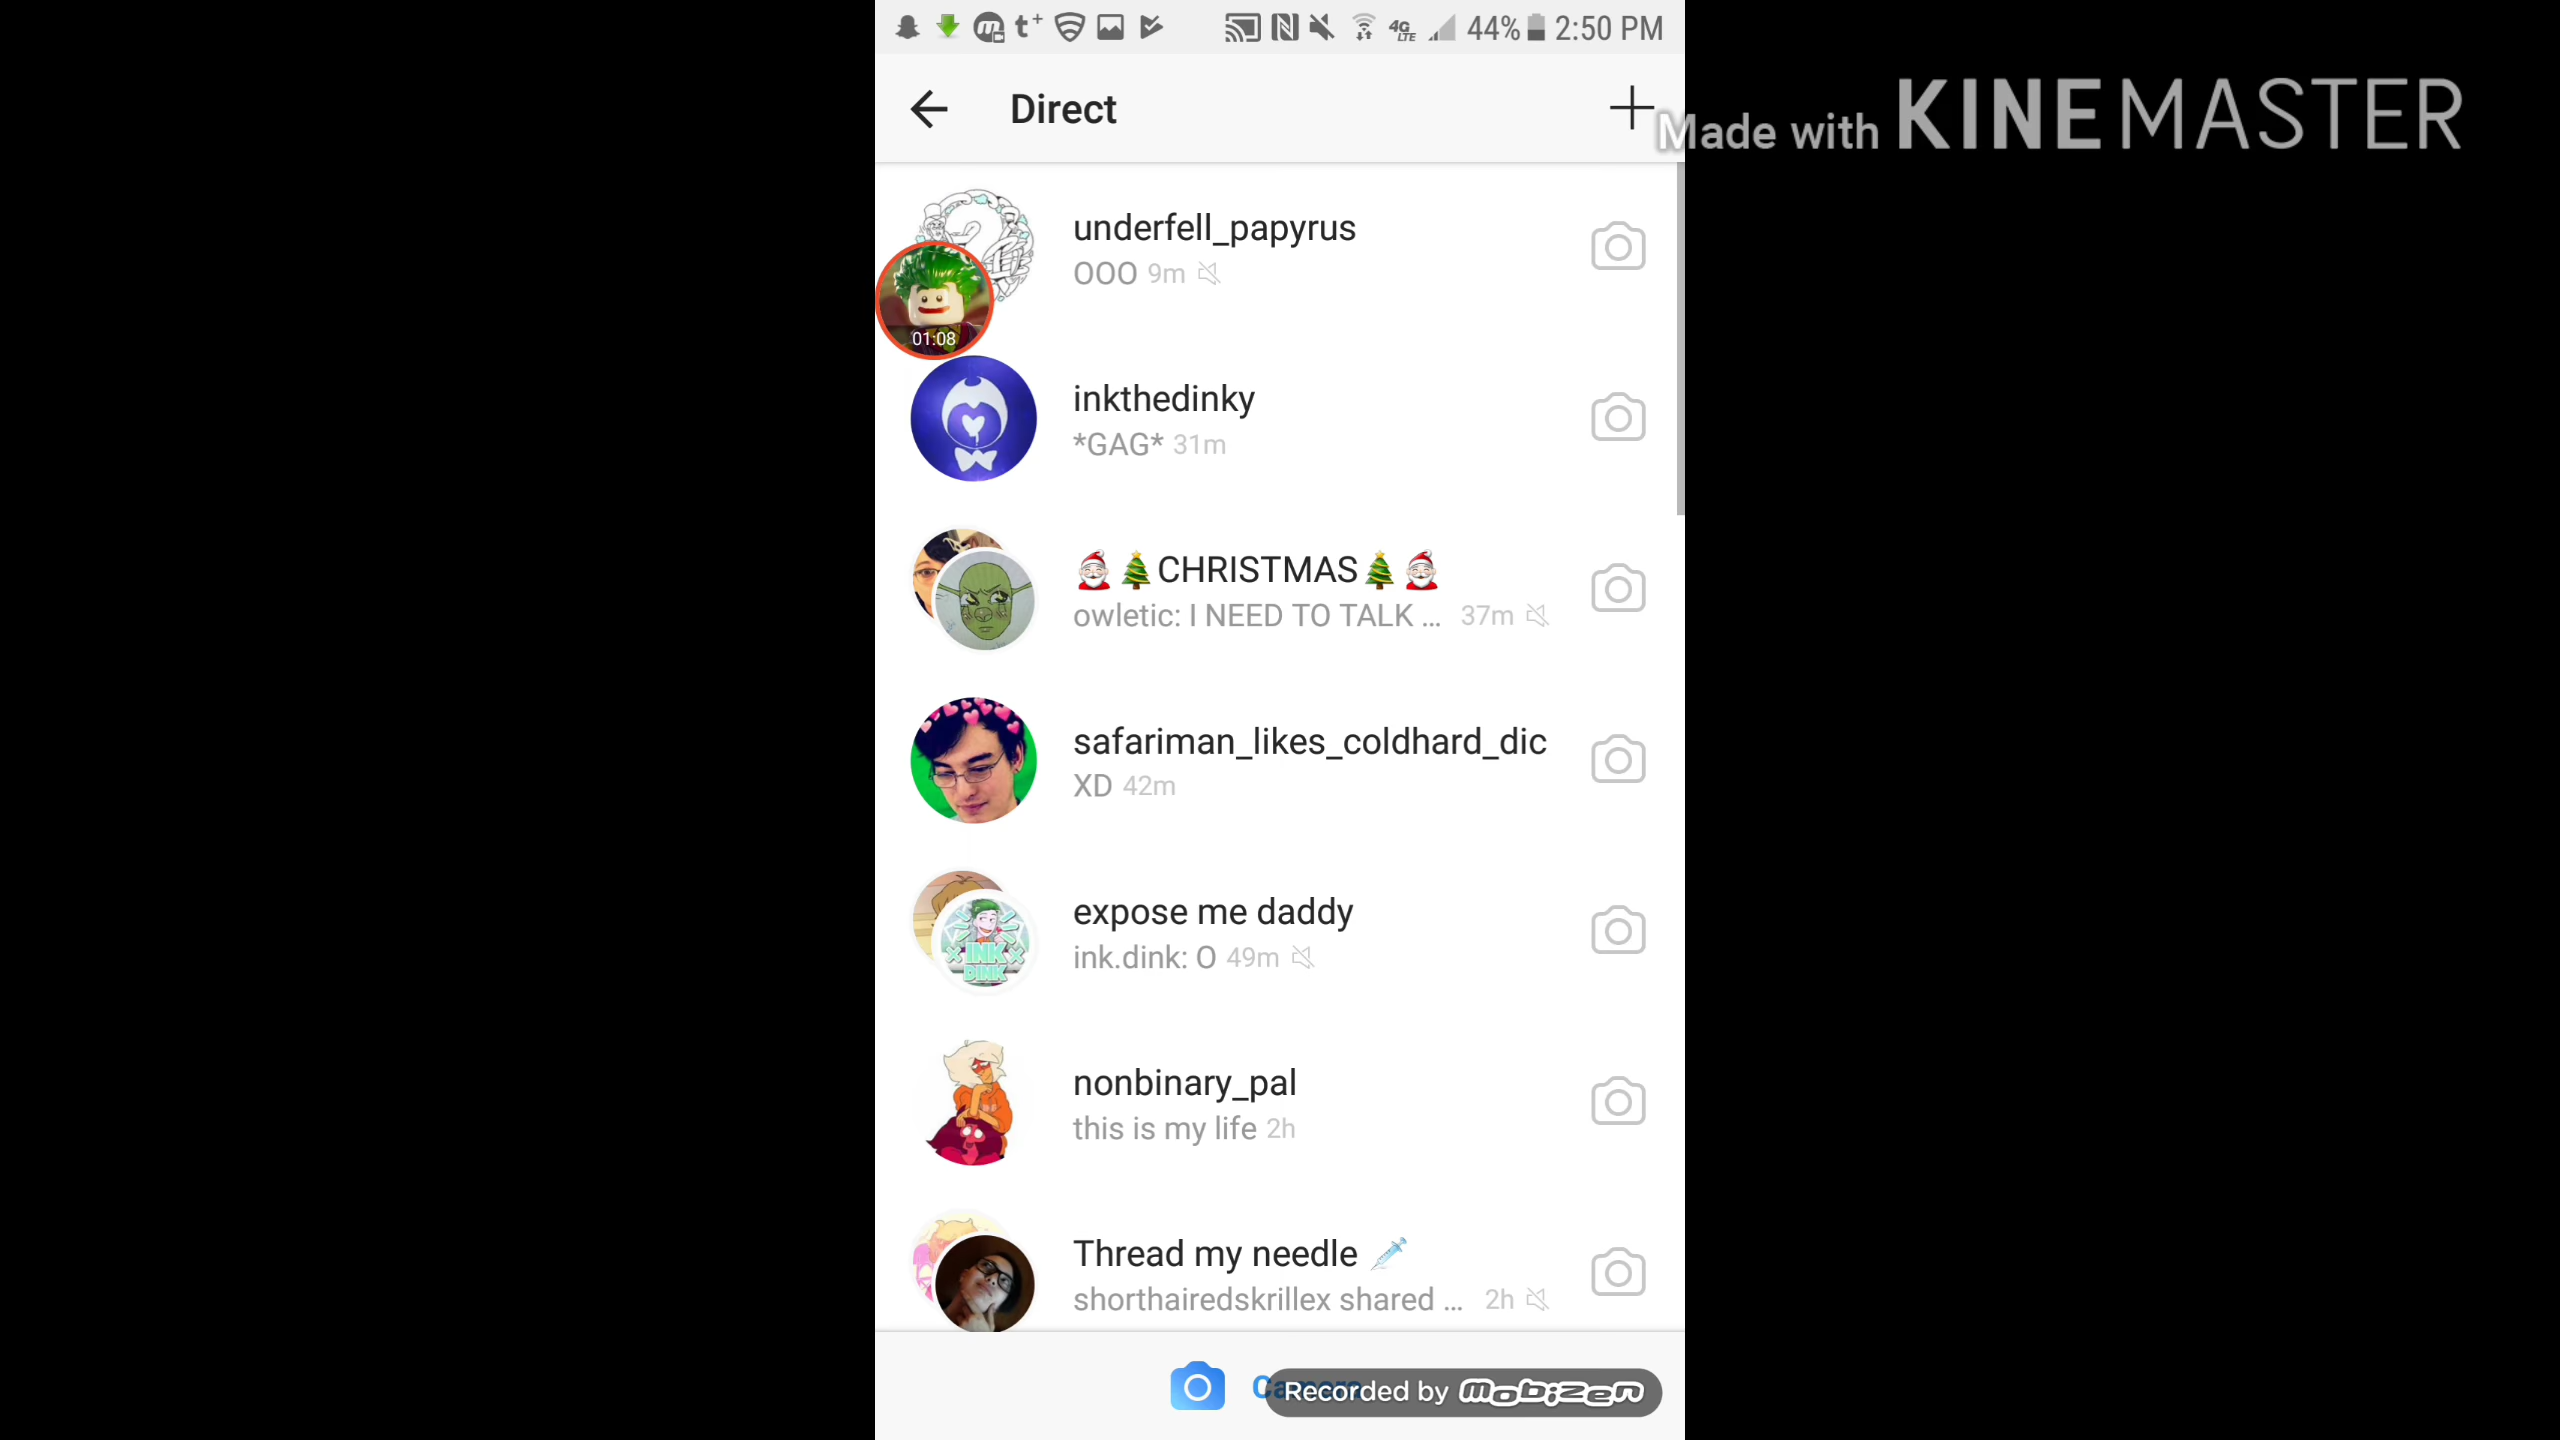 44% 2:50 PM
Direct
Made with KINEMASTER
underfell_papyrus
OOO 9m
01:08
inkthedinky
*GAG* 31m
🎅🎄CHRISTMAS🎄🎅
owletic: I NEED TO TALK ... 37m
safariman_likes_coldhard_dic
XD 42m
expose me daddy
INK DINK
ink.dink: O 49m
nonbinary_pal
this is my life 2h
Thread my needle 💉
shorthairedskrillex shared ... 2h
Recorded by mobizen